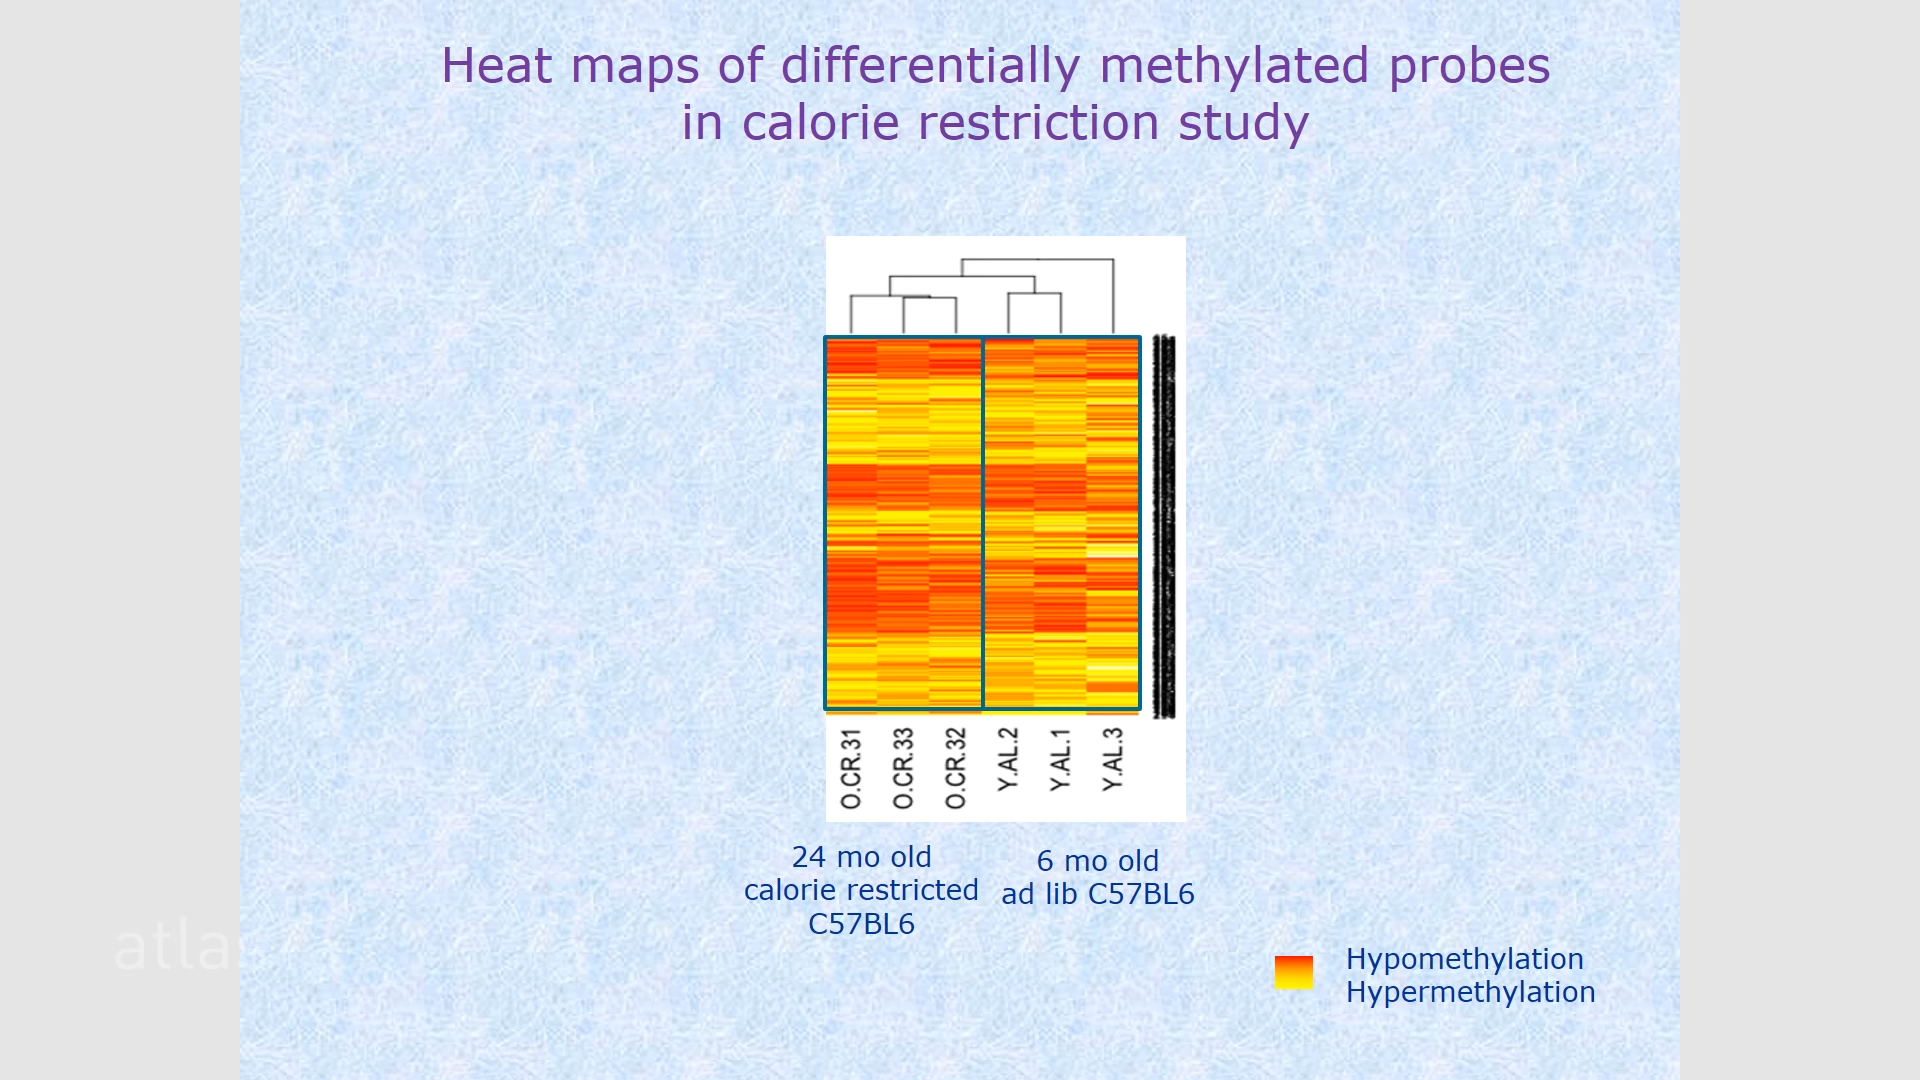 Heat maps of differentially methylated probes
in calorie restriction study
O.CR.31
O.CR.33
O.CR.32
Y.AL.2
Y.AL.1
Y.AL.3
24 mo old
calorie restricted
C57BL6
6 mo old
ad lib C57BL6
Hypomethylation
Hypermethylation